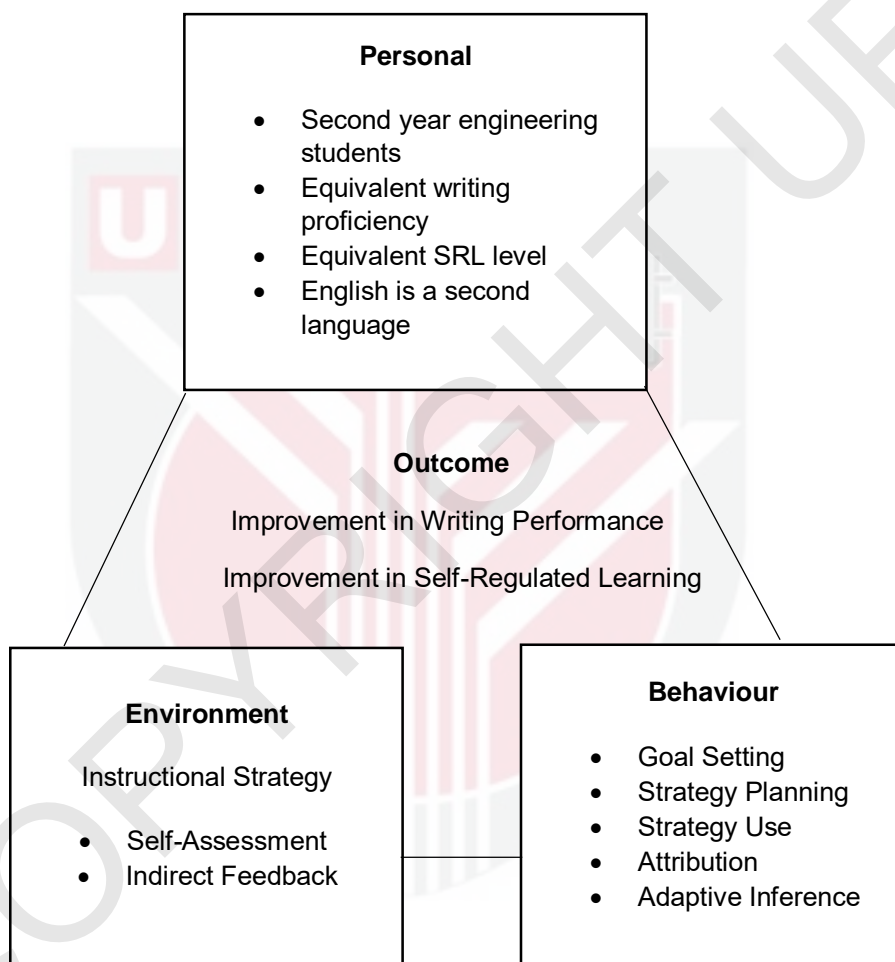 Personal
• Second year engineering
students
• Equivalent writing
proficiency
• Equivalent SRL level
• English is a second
language
Outcome
Improvement in Writing Performance
Improvement in Self-Regulated Learning
Environment
Instructional Strategy
• Self-Assessment
• Indirect Feedback
Behaviour
• Goal Setting
• Strategy Planning
• Strategy Use
• Attribution
• Adaptive Inference
U
COPYRIGHT UP